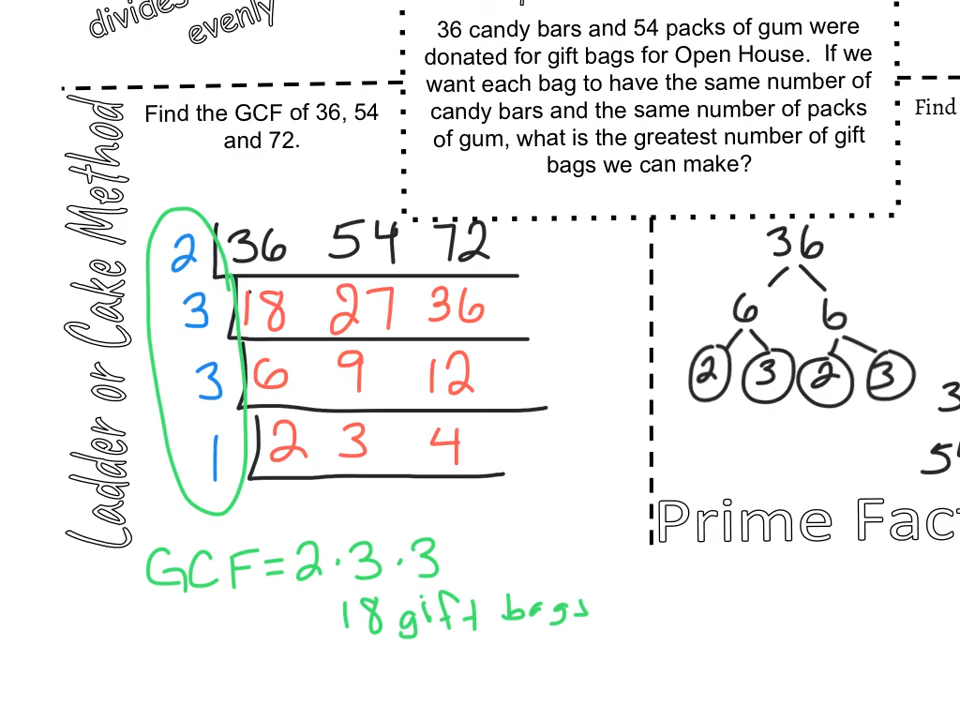 divides
evenly
36 candy bars and 54 packs of gum were
donated for gift bags for Open House. If we
want each bag to have the same number of
candy bars and the same number of packs
of gum, what is the greatest number of gift
bags we can make?
Ladder or Cake Method
Find the GCF of 36, 54
and 72.
Find
2 36 54 72
3 18 27 36
3 6 9 12
1 2 3 4
GCF = 2 · 3 · 3
18 gift bags
36
6 6
2 3 2 3
3
54
Prime Fact